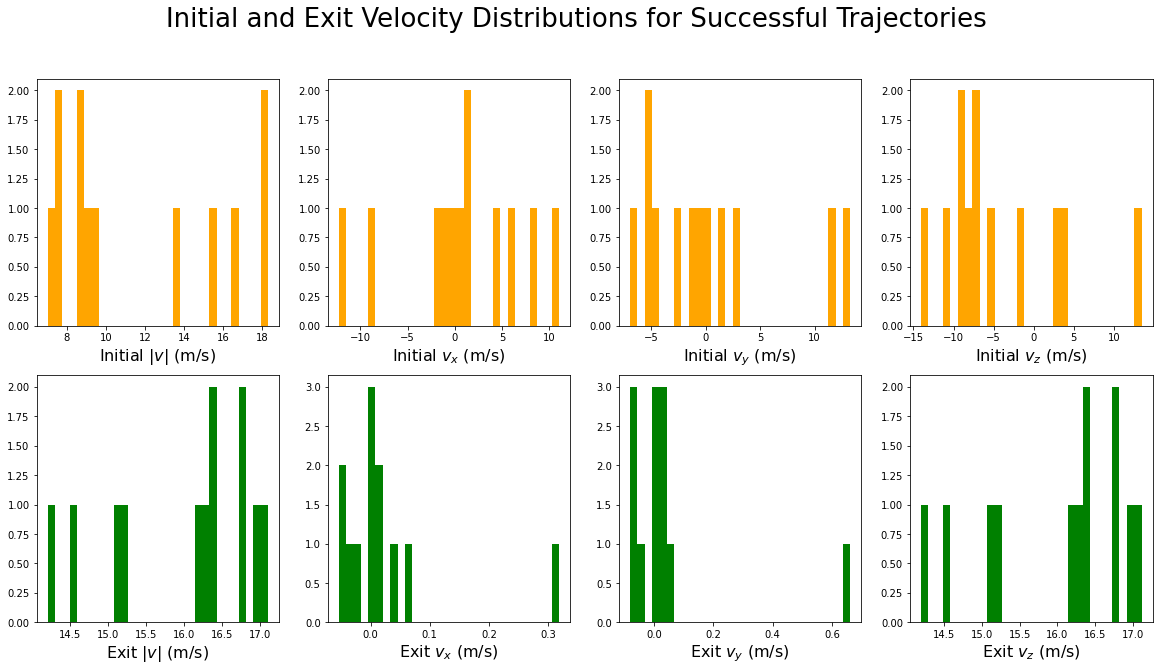 Initial and Exit Velocity Distributions for Successful Trajectories
2.00 2.00 2.00 2.00
1.75 1.75 1.75 1.75
1.50 1.50 1.50 1.50
1.25 1.25 1.25 1.25
1.00 1.00 1.00 1.00
0.75 0.75 0.75 0.75
0.50 0.50 0.50 0.50
0.25 0.25 0.25 0.25
0.00 0.00 0.00 0.00
8 10 12 14 16 18 −10 −5 0 5 10 −5 0 5 10 −15 −10 −5 0 5 10
Initial |v| (m/s) Initial v_x (m/s) Initial v_y (m/s) Initial v_z (m/s)
2.00 3.0 3.0 2.00
1.75 2.5 2.5 1.75
1.50 2.0 2.0 1.50
1.25 1.5 1.5 1.25
1.00 1.0 1.0 1.00
0.75 0.5 0.5 0.75
0.50 0.0 0.0 0.50
0.25 0.25
0.00 0.00
14.5 15.0 15.5 16.0 16.5 17.0 0.0 0.1 0.2 0.3 0.0 0.2 0.4 0.6 14.5 15.0 15.5 16.0 16.5 17.0
Exit |v| (m/s) Exit v_x (m/s) Exit v_y (m/s) Exit v_z (m/s)